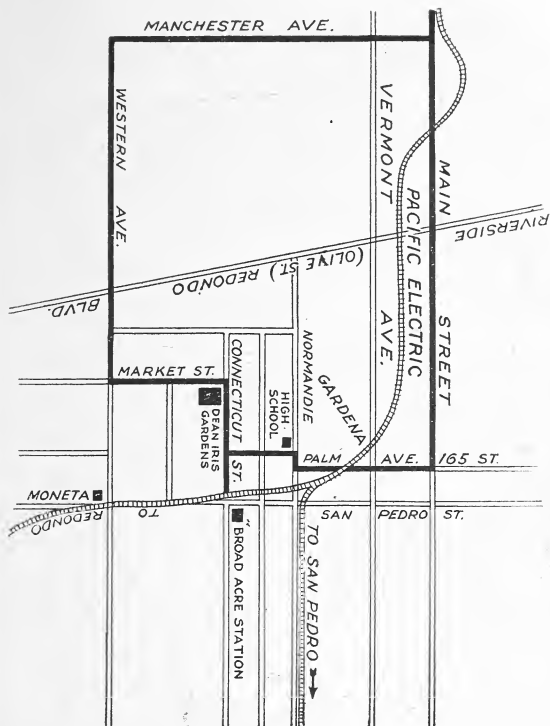 MANCHESTER AVE.
WESTERN AVE.
VERMONT AVE.
MAIN STREET
PACIFIC ELECTRIC
RIVERSIDE
(OLIVE ST.) REDONDO
BLVD.
MARKET ST.
CONNECTICUT ST.
HIGH SCHOOL
NORMANDIE
GARDENA
DEAN IRIS
GARDENS
PALM AVE. 165 ST.
MONETA
TO
REDONDO
SAN PEDRO ST.
BROAD ACRE STATION
TO SAN PEDRO